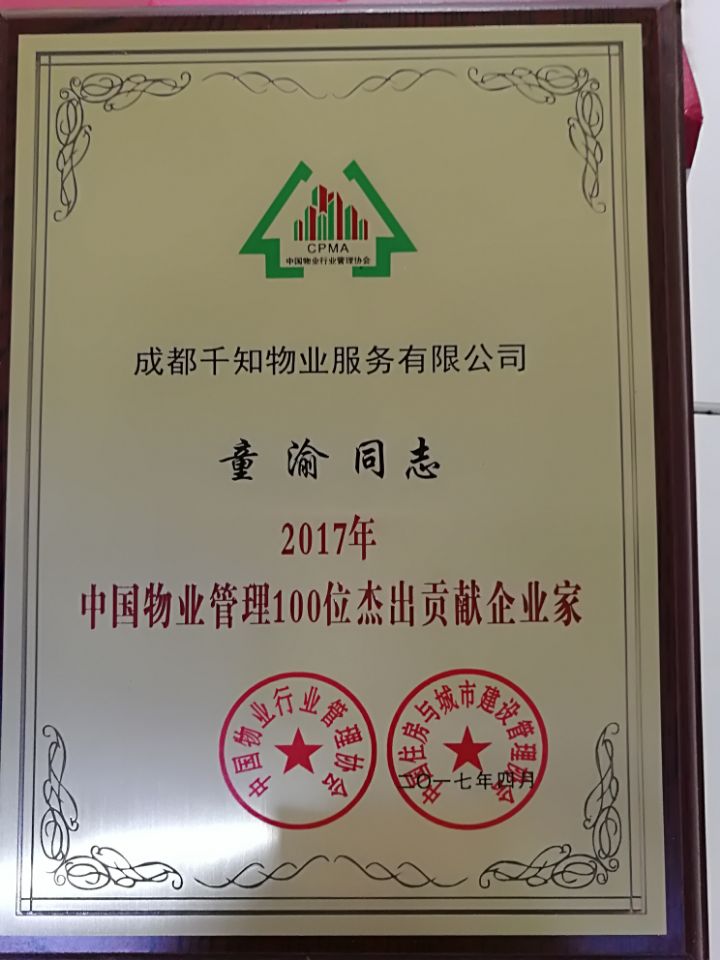 CPMA
中国物业行业管理协会
成都千知物业服务有限公司
童渝同志
2017年
中国物业管理100位杰出贡献企业家
中国物业行业管理协会
中国住房与城市建设管理协会
二〇一七年四月